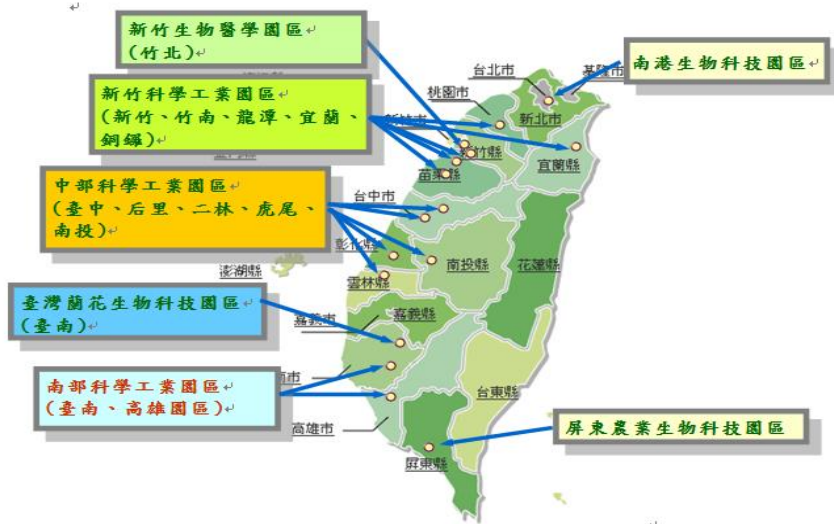 新竹生物醫學園區
(竹北)
南港生物科技園區
台北市
基隆市
桃園市
新竹科學工業園區
(新竹、竹南、龍潭、宜蘭、
銅鑼)
新北市
新竹縣
宜蘭縣
苗栗縣
中部科學工業園區
(臺中、后里、二林、虎尾、
南投)
台中市
彰化縣
南投縣
花蓮縣
澎湖縣
雲林縣
臺灣蘭花生物科技園區
(臺南)
嘉義市
嘉義縣
南部科學工業園區
(臺南、高雄園區)
台東縣
高雄市
屏東農業生物科技園區
屏東縣